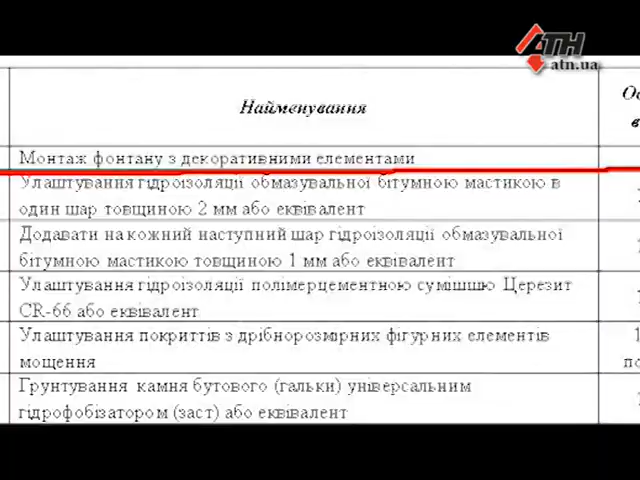 ATH
atn.ua
Найменування
Монтаж фонтану з декоративними елементами
Улаштування гідроізоляції обмазувальної бітумною мастикою в
один шар товщиною 2 мм або еквівалент
Додавати на кожний наступний шар гідроізоляції обмазувальної
бітумною мастикою товщиною 1 мм або еквівалент
Улаштування гідроізоляції полімерцементною сумішшю Церезит
CR-66 або еквівалент
Улаштування покриттів з дрібнорозмірних фігурних елементів
мощення
Грунтування камня бутового (гальки) універсальним
гідрофобізатором (заст) або еквівалент